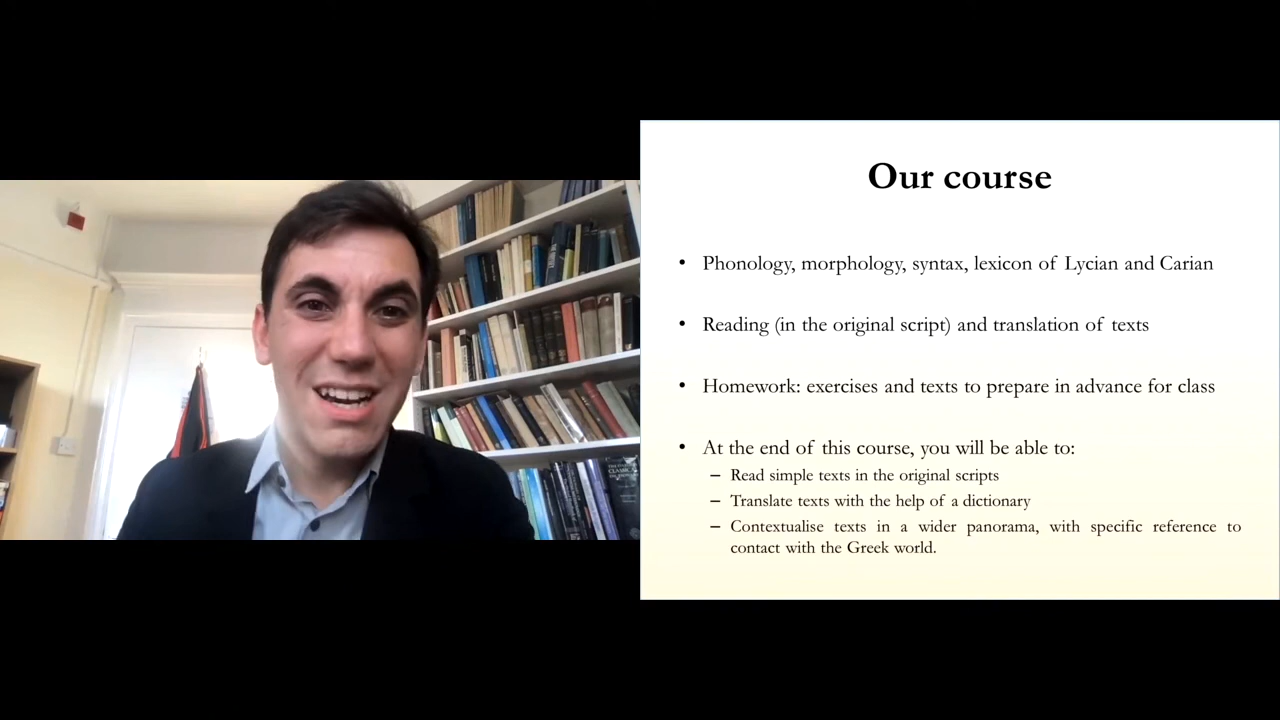 Our course
• Phonology, morphology, syntax, lexicon of Lycian and Carian
• Reading (in the original script) and translation of texts
• Homework: exercises and texts to prepare in advance for class
• At the end of this course, you will be able to:
– Read simple texts in the original scripts
– Translate texts with the help of a dictionary
– Contextualise texts in a wider panorama, with specific reference to
contact with the Greek world.